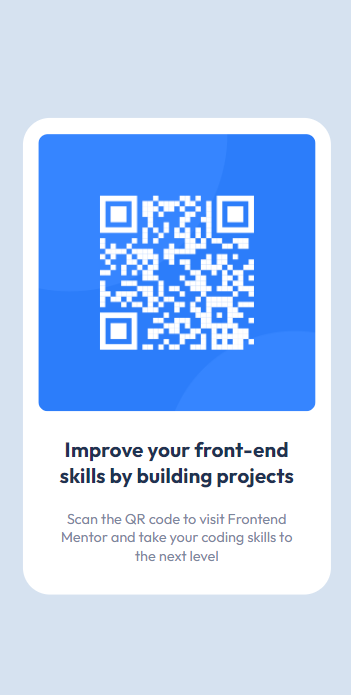 Improve your front-end
skills by building projects
Scan the QR code to visit Frontend
Mentor and take your coding skills to
the next level